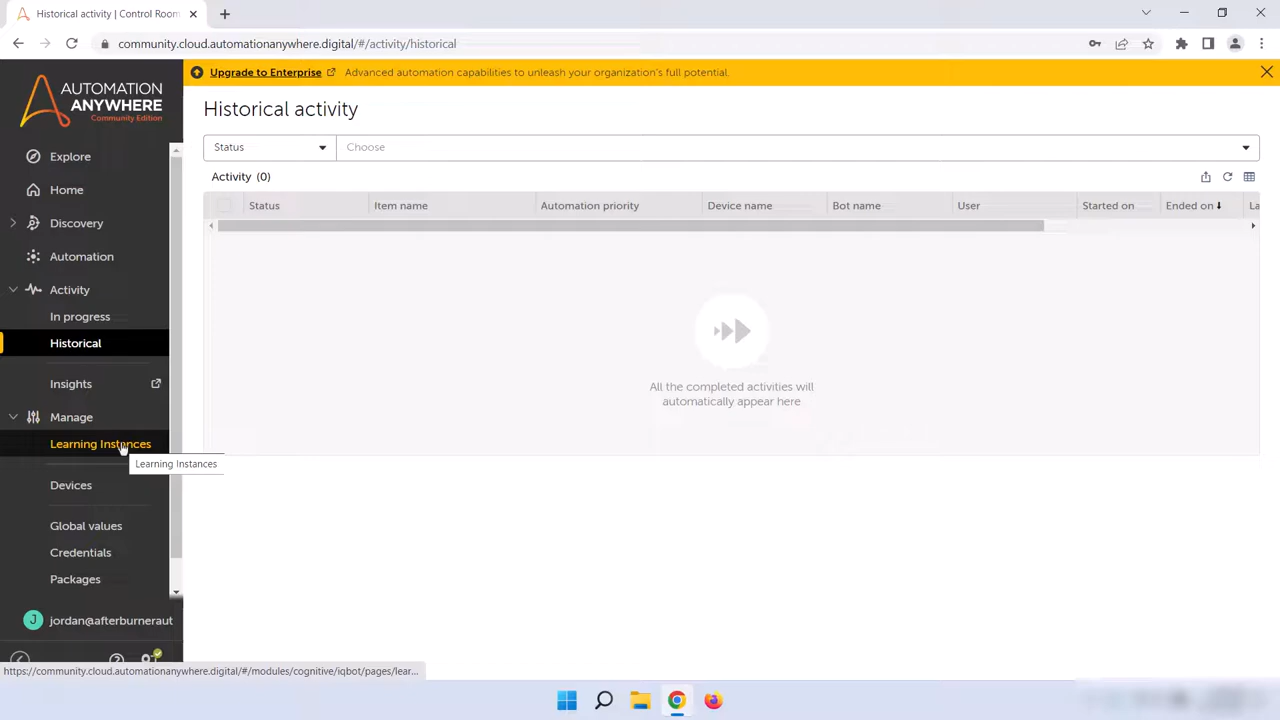 Historical activity | Control Room
community.cloud.automationanywhere.digital/#/activity/historical
AUTOMATION
ANYWHERE
Community Edition
Upgrade to Enterprise
Advanced automation capabilities to unleash your organization's full potential.
Explore
Home
Discovery
Automation
Activity
In progress
Historical
Insights
Manage
Learning Instances
Learning Instances
Devices
Global values
Credentials
Packages
J
jordan@afterburneraut
Historical activity
Status
Choose
Activity (0)
Status
Item name
Automation priority
Device name
Bot name
User
Started on
Ended on
La
All the completed activities will
automatically appear here
https://community.cloud.automationanywhere.digital/#/modules/cognitive/iqbot/pages/lear...